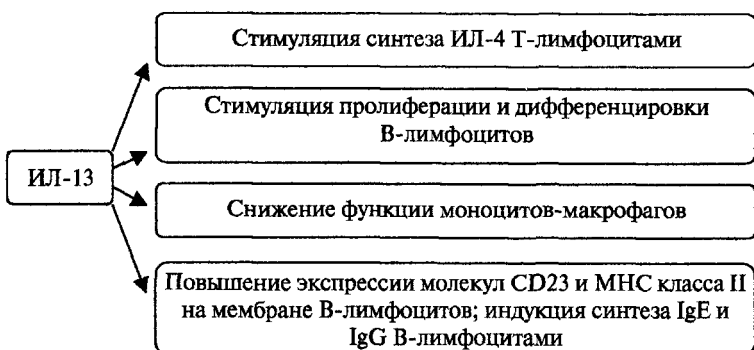 Стимуляция синтеза ИЛ-4 Т-лимфоцитами
Стимуляция пролиферации и дифференцировки
В-лимфоцитов
ИЛ-13
Снижение функции моноцитов-макрофагов
Повышение экспрессии молекул CD23 и МНС класса II
на мембране В-лимфоцитов; индукция синтеза IgE и
IgG В-лимфоцитами